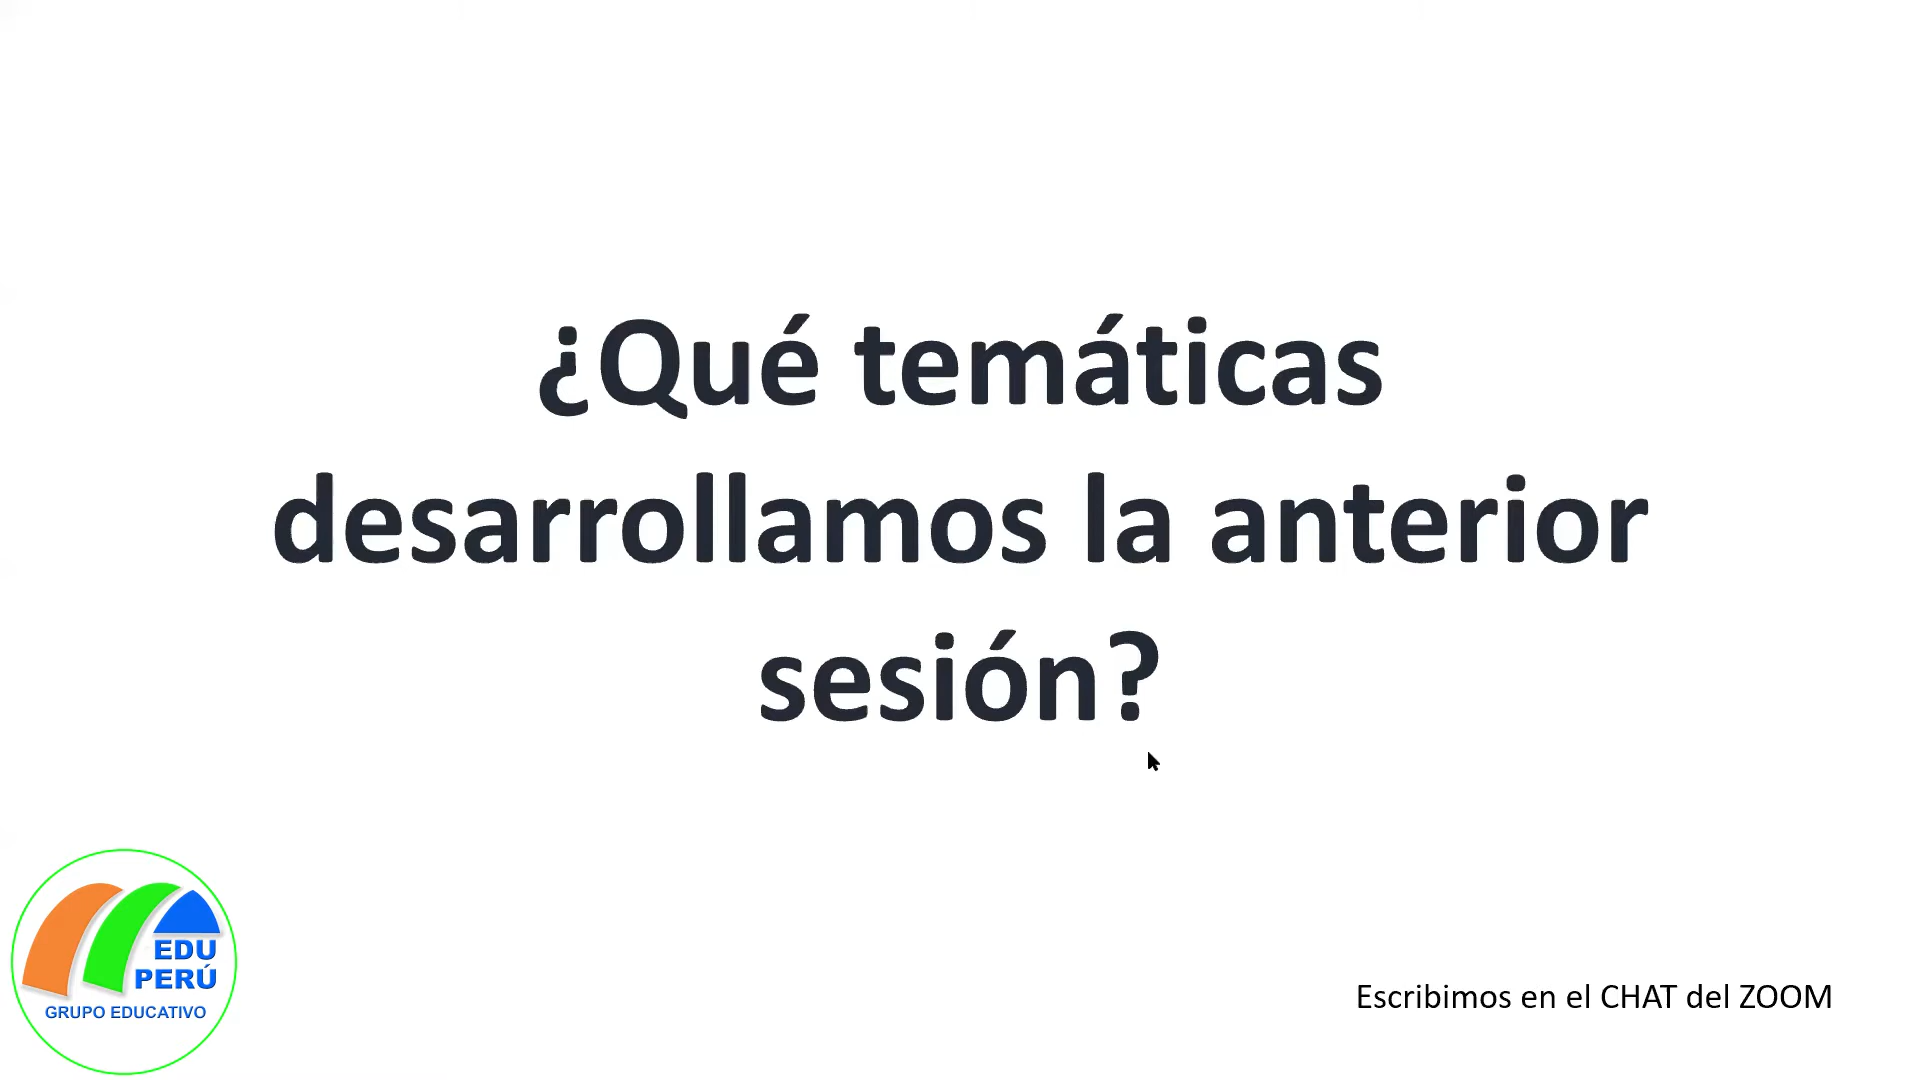 ¿Qué temáticas
desarrollamos la anterior
sesión?
EDU
PERÚ
GRUPO EDUCATIVO
Escribimos en el CHAT del ZOOM